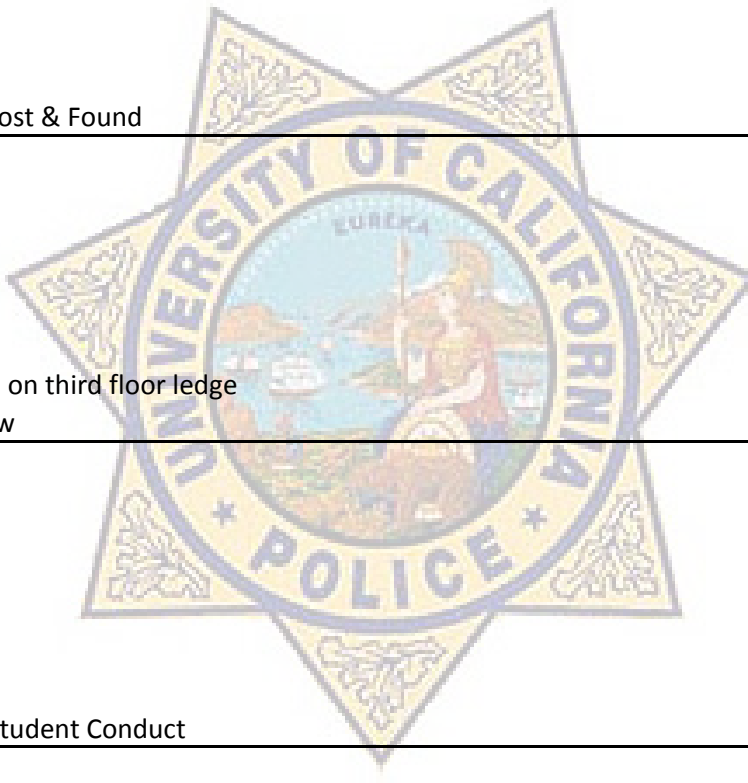 ost & Found
UNIVERSITY OF CALIFORNIA
EUREKA
on third floor ledge
w
POLICE
tudent Conduct